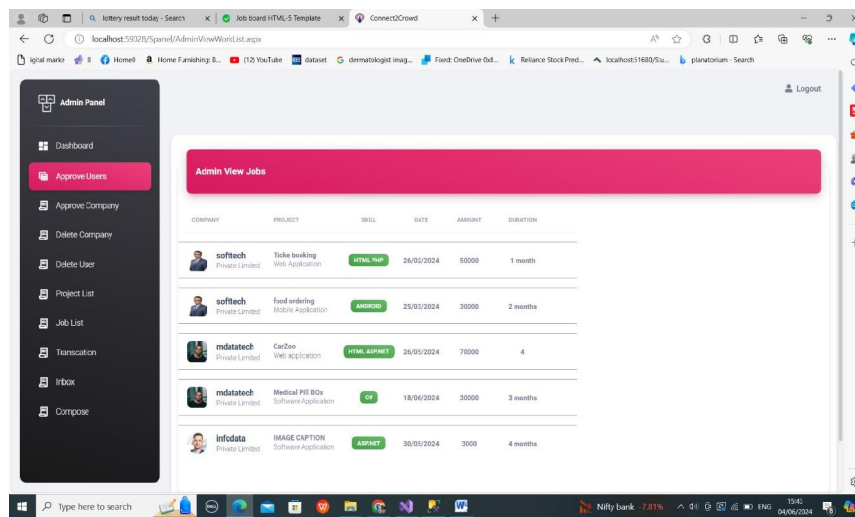 lottery result today - Search
Job board HTML-5 Template
Connect2Crowd
localhost:59028/Spanel/AdminViewWorkList.aspx
igital marke
8
Home9
Home Furnishing: B...
(12) YouTube
dataset
dermatologist imag...
Fixed: OneDrive 0x8...
Reliance Stock Pred...
localhost:51680/Stu...
planatorium - Search
Logout
Admin Panel
Dashboard
Approve Users
Approve Company
Delete Company
Delete User
Project List
Job List
Transcation
Inbox
Compose
Admin View Jobs
COMPANY PROJECT SKILL DATE AMOUNT DURATION
softtech Ticke booking HTML PHP 26/03/2024 50000 1 month
Private Limited Web Application
softtech food ordering ANDROID 25/03/2024 30000 2 months
Private Limited Mobile Application
mdatatech CarZoo HTML ASP.NET 26/05/2024 70000 4
Private Limited Web application
mdatatech Medical Pill BOx C# 18/06/2024 30000 3 months
Private Limited Software Application
infodata IMAGE CAPTION ASP.NET 30/05/2024 3000 4 months
Private Limited Software Application
Type here to search
Nifty bank -7.81%
ENG
15:43
04/06/2024